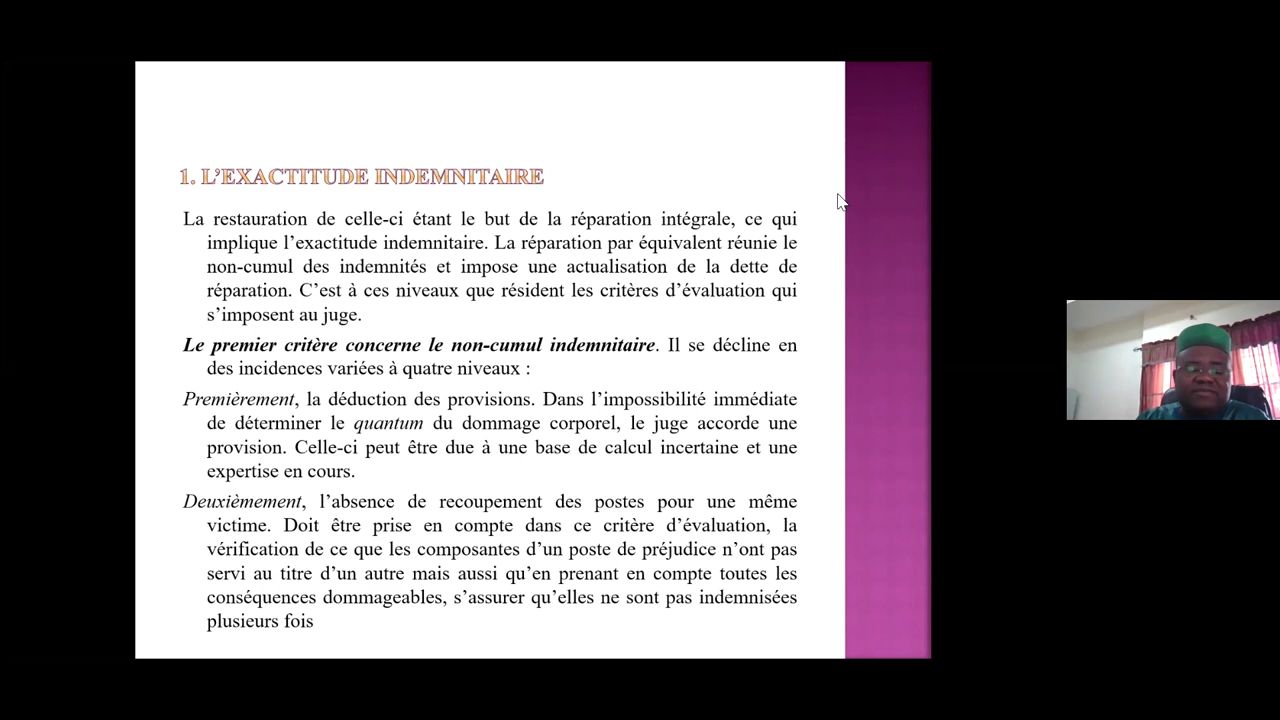 1. L’EXACTITUDE INDEMNITAIRE
La restauration de celle-ci étant le but de la réparation intégrale, ce qui
implique l’exactitude indemnitaire. La réparation par équivalent réunie le
non-cumul des indemnités et impose une actualisation de la dette de
réparation. C’est à ces niveaux que résident les critères d’évaluation qui
s’imposent au juge.
Le premier critère concerne le non-cumul indemnitaire. Il se décline en
des incidences variées à quatre niveaux :
Premièrement, la déduction des provisions. Dans l’impossibilité immédiate
de déterminer le quantum du dommage corporel, le juge accorde une
provision. Celle-ci peut être due à une base de calcul incertaine et une
expertise en cours.
Deuxièmement, l’absence de recoupement des postes pour une même
victime. Doit être prise en compte dans ce critère d’évaluation, la
vérification de ce que les composantes d’un poste de préjudice n’ont pas
servi au titre d’un autre mais aussi qu’en prenant en compte toutes les
conséquences dommageables, s’assurer qu’elles ne sont pas indemnisées
plusieurs fois